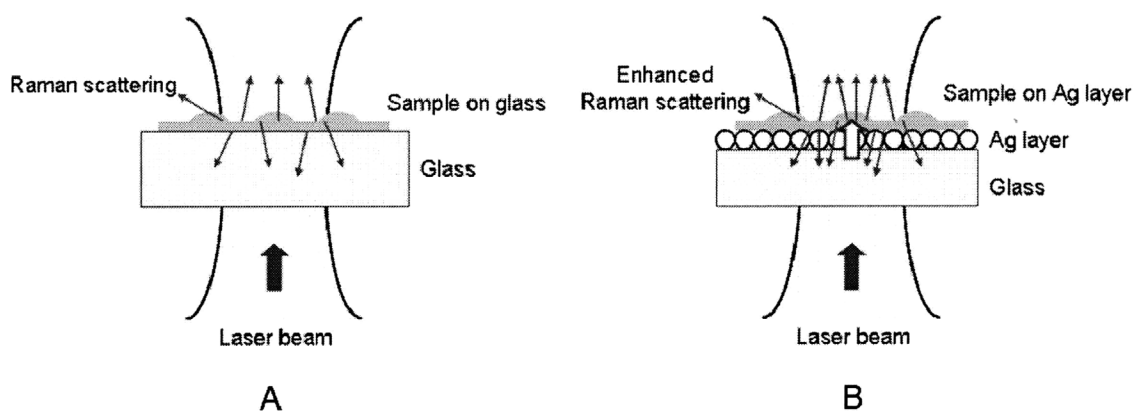 Raman scattering
Sample on glass
Glass
Laser beam
A
Enhanced
Raman scattering
Sample on Ag layer
Ag layer
Glass
Laser beam
B